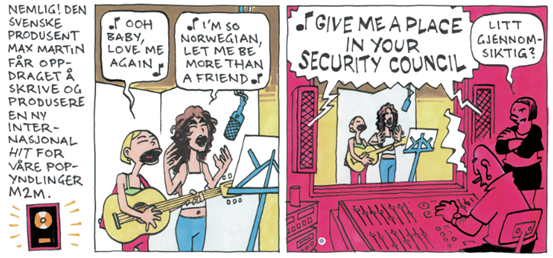 NEMLIG! DEN
SVENSKE
PRODUSENT
MAX MARTIN
FÅR OPP-
DRAGET Å
SKRIVE OG
PRODUSERE
EN NY
INTER-
NASJONAL
HIT FOR
VÅRE POP-
YNDLINGER
M2M.
♪ OOH
BABY,
LOVE ME
AGAIN ♪
♪ I'M SO
NORWEGIAN,
LET ME BE
MORE THAN
A FRIEND ♪
♪ GIVE ME A PLACE
IN YOUR
SECURITY COUNCIL
LITT
GJENNOM-
SIKTIG?